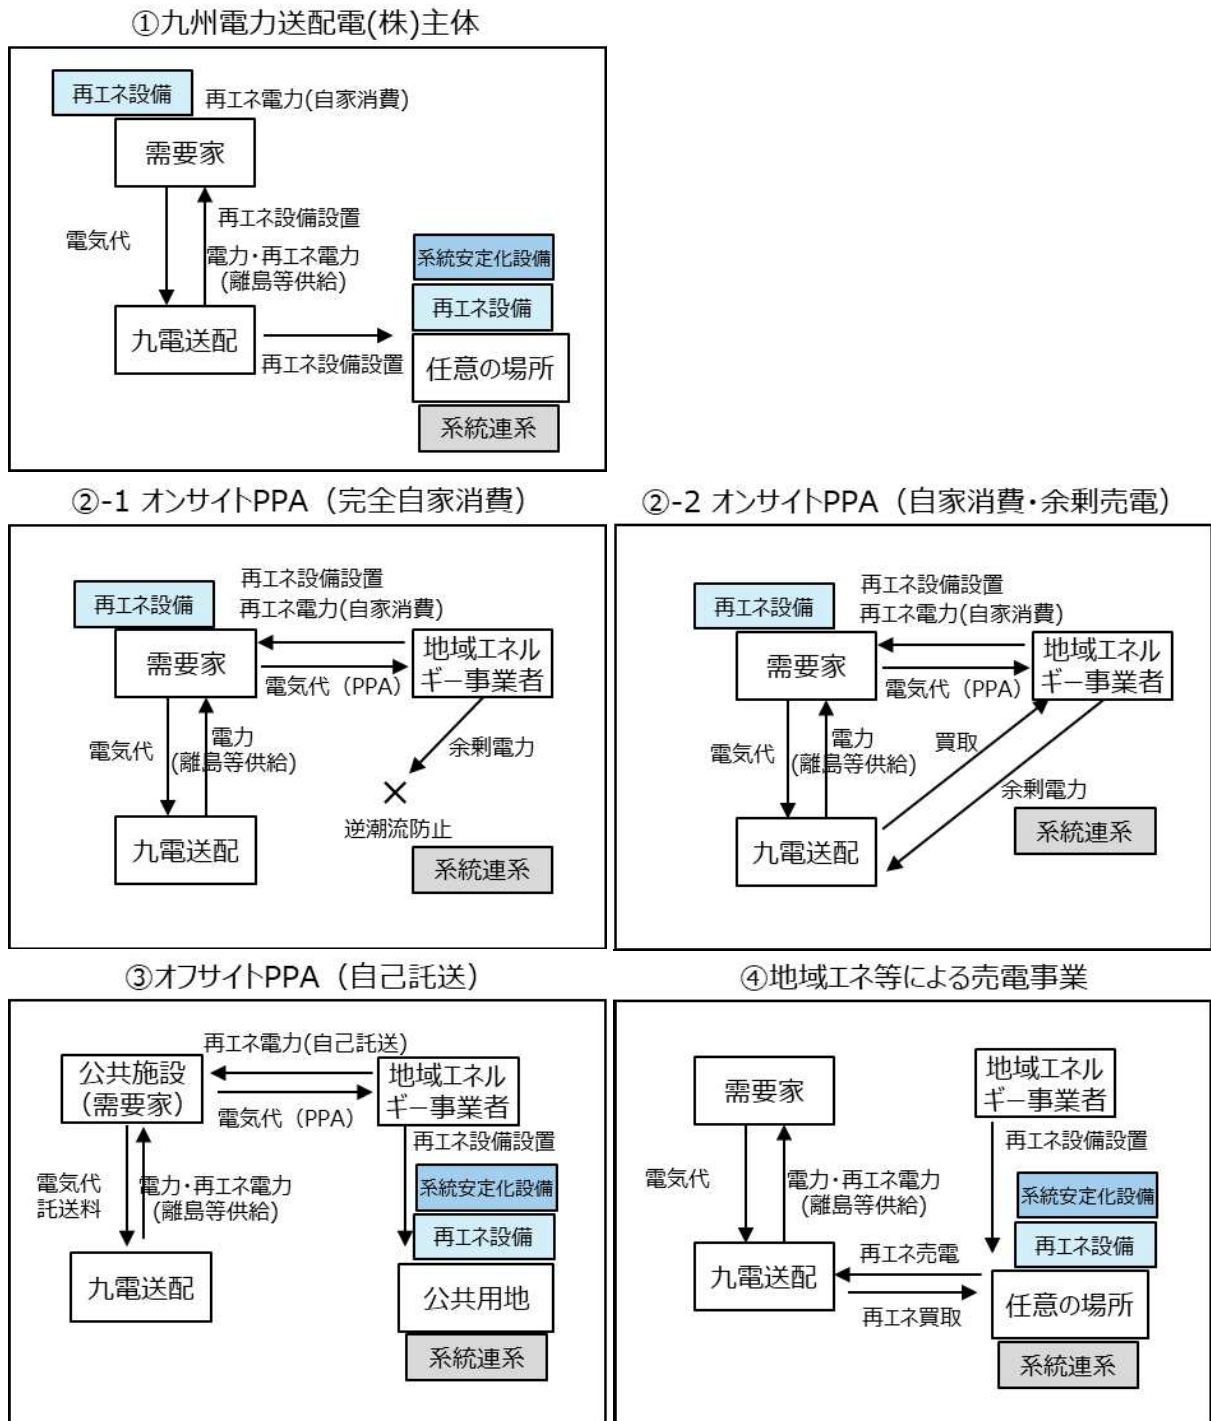 ①九州電力送配電(株)主体
再エネ設備
再エネ電力(自家消費)
需要家
電気代
再エネ設備設置
電力・再エネ電力
(離島等供給)
九電送配
再エネ設備設置
系統安定化設備
再エネ設備
任意の場所
系統連系
②-1 オンサイトPPA（完全自家消費）
再エネ設備
再エネ設備設置
再エネ電力(自家消費)
需要家
電気代（PPA）
地域エネル
ギー事業者
電気代
電力
(離島等供給)
余剰電力
逆潮流防止
九電送配
系統連系
②-2 オンサイトPPA（自家消費・余剰売電）
再エネ設備
再エネ設備設置
再エネ電力(自家消費)
需要家
電気代（PPA）
地域エネル
ギー事業者
電気代
電力
(離島等供給)
買取
余剰電力
九電送配
系統連系
③オフサイトPPA（自己託送）
再エネ電力(自己託送)
公共施設
（需要家）
電気代（PPA）
地域エネル
ギー事業者
再エネ設備設置
電気代
託送料
電力・再エネ電力
(離島等供給)
九電送配
系統安定化設備
再エネ設備
公共用地
系統連系
④地域エネ等による売電事業
需要家
地域エネル
ギー事業者
再エネ設備設置
電気代
電力・再エネ電力
(離島等供給)
九電送配
再エネ売電
再エネ買取
系統安定化設備
再エネ設備
任意の場所
系統連系